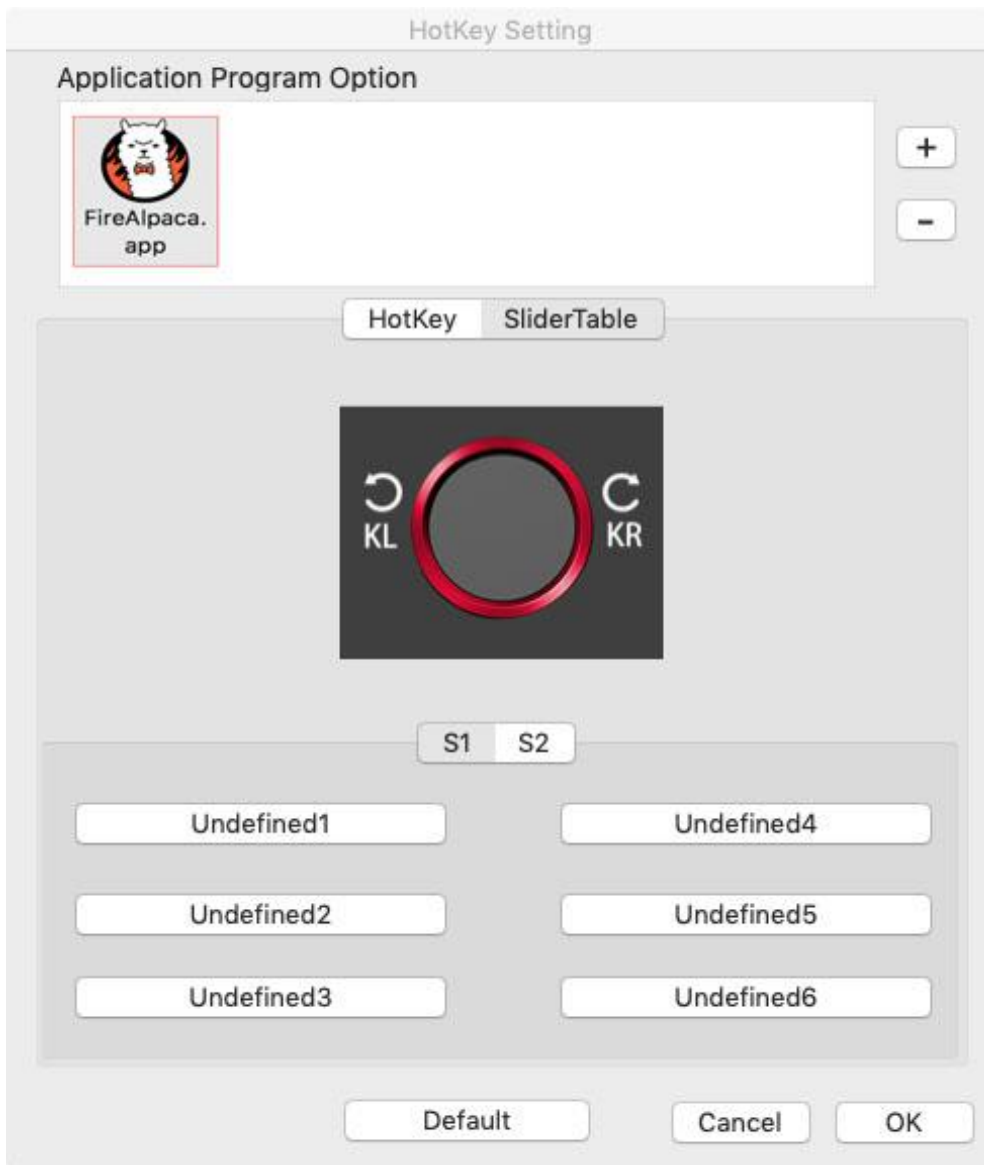 HotKey Setting
Application Program Option
+
FireAlpaca.
app
-
HotKey SliderTable
KL KR
S1 S2
Undefined1 Undefined4
Undefined2 Undefined5
Undefined3 Undefined6
Default Cancel OK